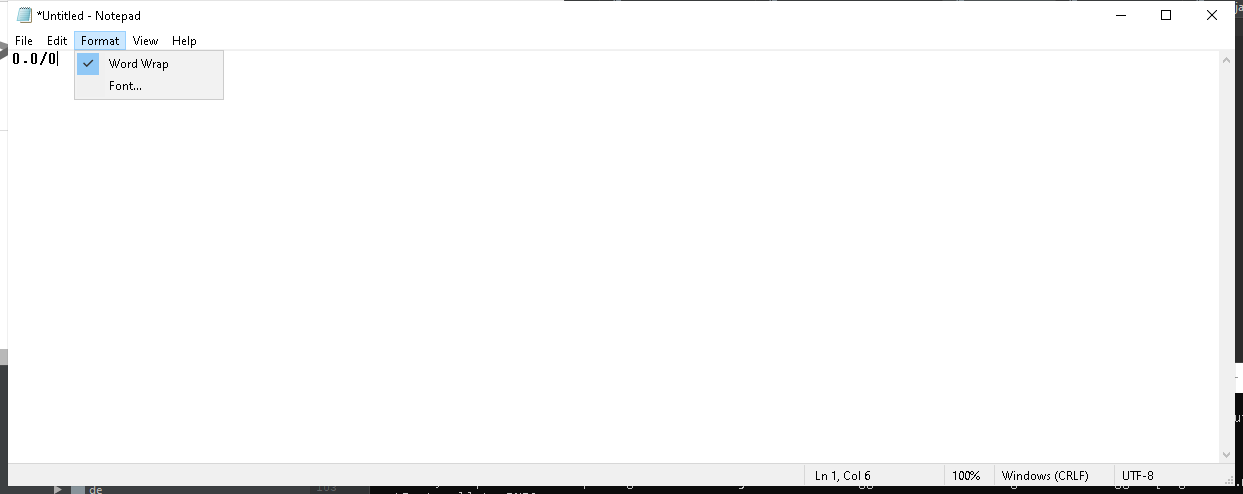 *Untitled - Notepad
File Edit Format View Help
0.0/0
Word Wrap
Font...
Ln 1, Col 6 100% Windows (CRLF) UTF-8
de 103